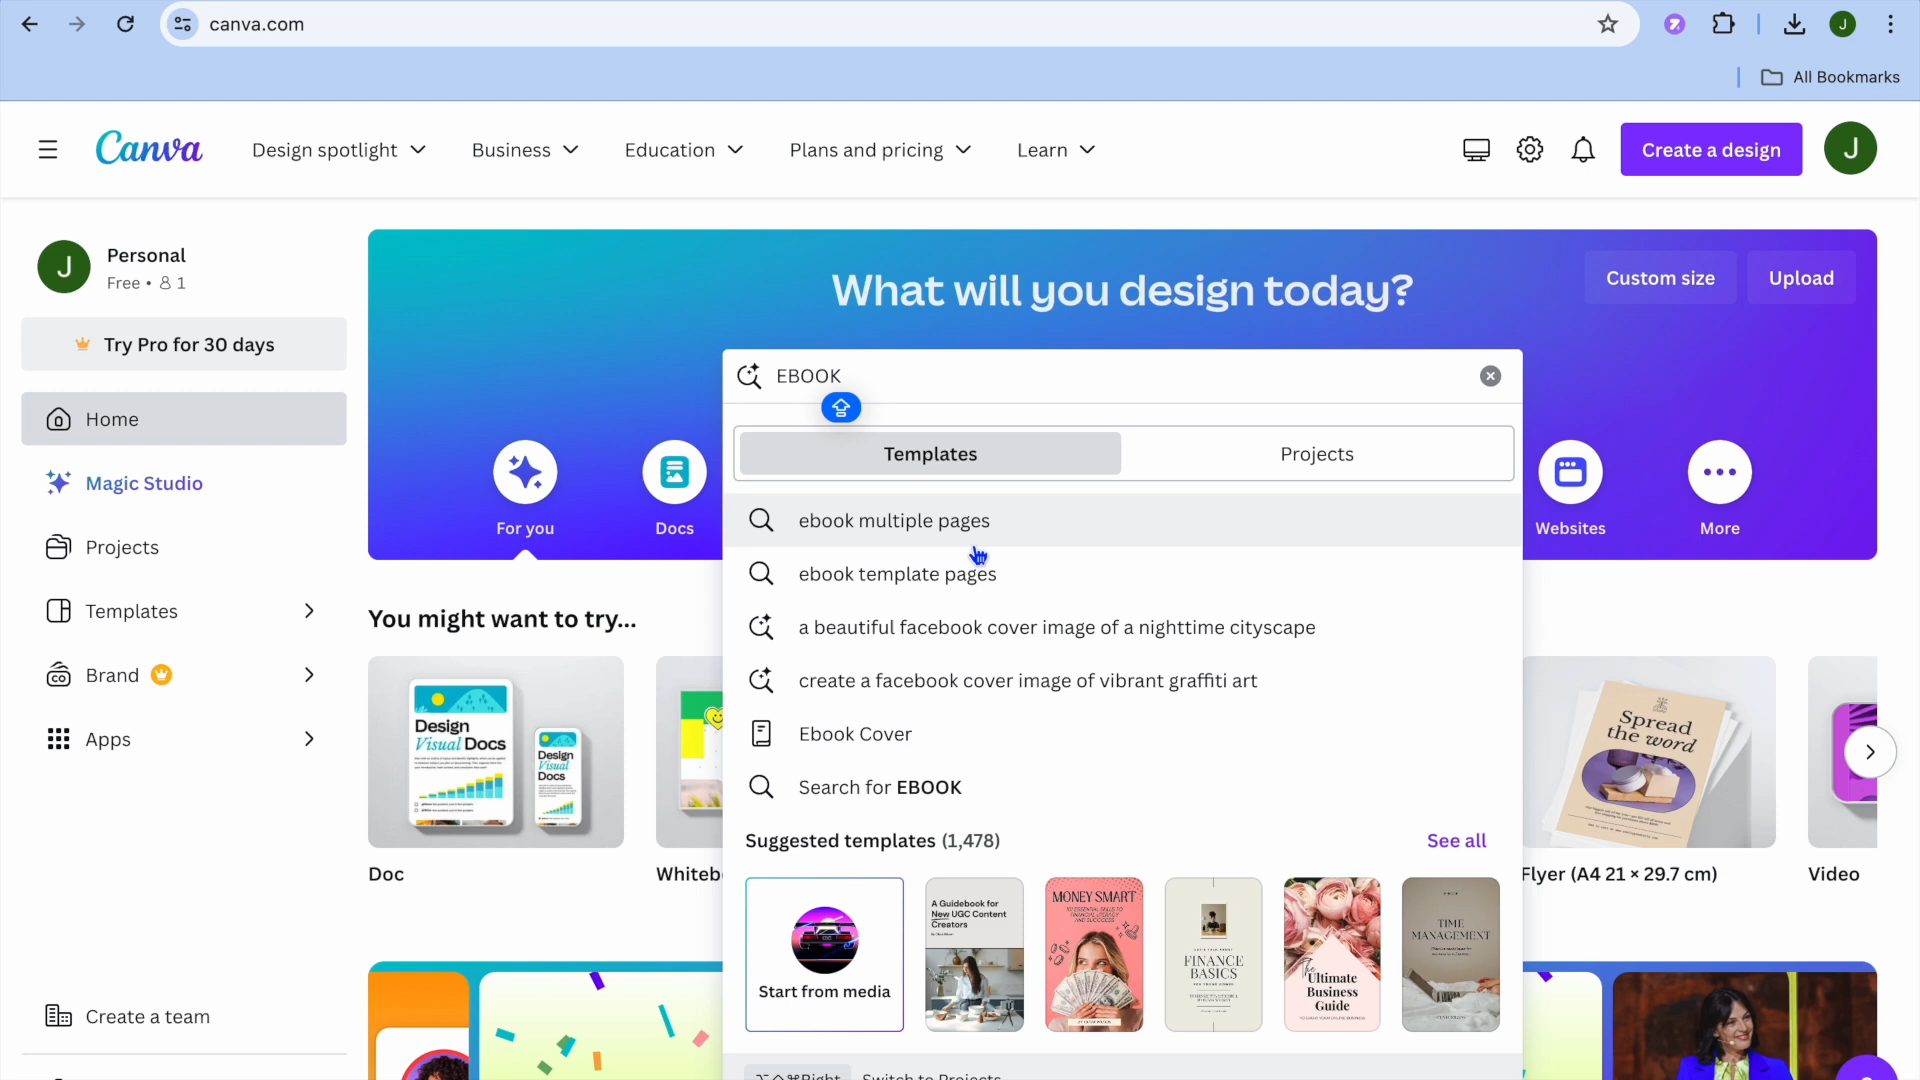 canva.com
J
All Bookmarks
Canva
Design spotlight
Business
Education
Plans and pricing
Learn
Create a design
J
J
Personal
Free • 1
Try Pro for 30 days
Home
Magic Studio
Projects
Templates
Brand
Apps
Create a team
What will you design today?
Custom size
Upload
EBOOK
For you
Docs
Websites
More
Templates
Projects
ebook multiple pages
ebook template pages
a beautiful facebook cover image of a nighttime cityscape
create a facebook cover image of vibrant graffiti art
Ebook Cover
Search for EBOOK
Suggested templates (1,478)
See all
Start from media
A Guidebook for
New UGC Content
Creators
MONEY SMART
FINANCE
BASICS
The
Ultimate
Business
Guide
TIME
MANAGEMENT
Switch to Projects
You might want to try...
Design
Visual Docs
Design
Visual
Docs
Doc
Whiteb
Spread
the word
Flyer (A4 21 × 29.7 cm)
Video